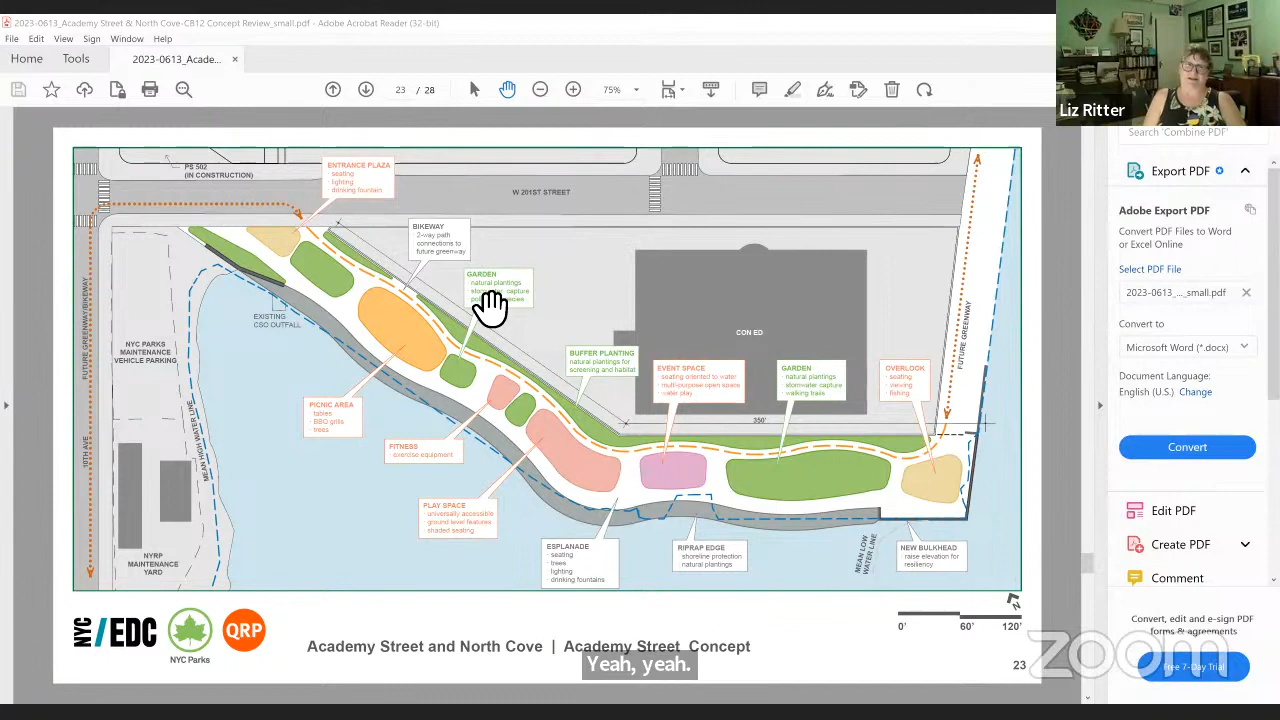 2023-0613_Academy Street & North Cove-CB12 Concept Review_small.pdf - Adobe Acrobat Reader (32-bit)
File Edit View Sign Window Help
Home Tools 2023-0613_Acade... ×
23 / 28
75%
Liz Ritter
Search 'Combine PDF'
Export PDF
Adobe Export PDF
Convert PDF Files to Word
or Excel Online
Select PDF File
2023-0613_..._small.pdf
Convert to
Microsoft Word (*.docx)
Document Language:
English (U.S.) Change
Convert
Edit PDF
Create PDF
Comment
Convert, edit and e-sign PDF
forms & agreements
Free 7-Day Trial
zoom
PS 502
(IN CONSTRUCTION)
ENTRANCE PLAZA
· seating
· lighting
· drinking fountain
W 201ST STREET
A
BIKEWAY
· 2-way path
· connections to
future greenway
GARDEN
· natural plantings
capture
EXISTING
CSO OUTFALL
FUTURE GREENWAY/BIKEWAY
10TH AVE
NYC PARKS
MAINTENANCE
VEHICLE PARKING
MEAN HIGH WATER LINE
NYRP
MAINTENANCE
YARD
CON ED
FUTURE GREENWAY
BUFFER PLANTING
natural plantings for
screening and habitat
EVENT SPACE
· seating oriented to water
· multi-purpose open space
· water play
GARDEN
· natural plantings
· stomwater capture
· walking trails
OVERLOOK
· seating
· viewing
· fishing
350'
PICNIC AREA
· tables
· BBQ grills
· trees
FITNESS
· exercise equipment
PLAY SPACE
· universally accessible
· ground level features
· shaded seating
ESPLANADE
· seating
· trees
· lighting
· drinking fountains
RIPRAP EDGE
· shoreline protection
· natural plantings
MEAN LOW
WATER LINE
NEW BULKHEAD
· raise elevation for
resiliency
N
0' 60' 120'
NYC/EDC
NYC Parks
QRP
Academy Street and North Cove | Academy Street Concept
23
Yeah, yeah.